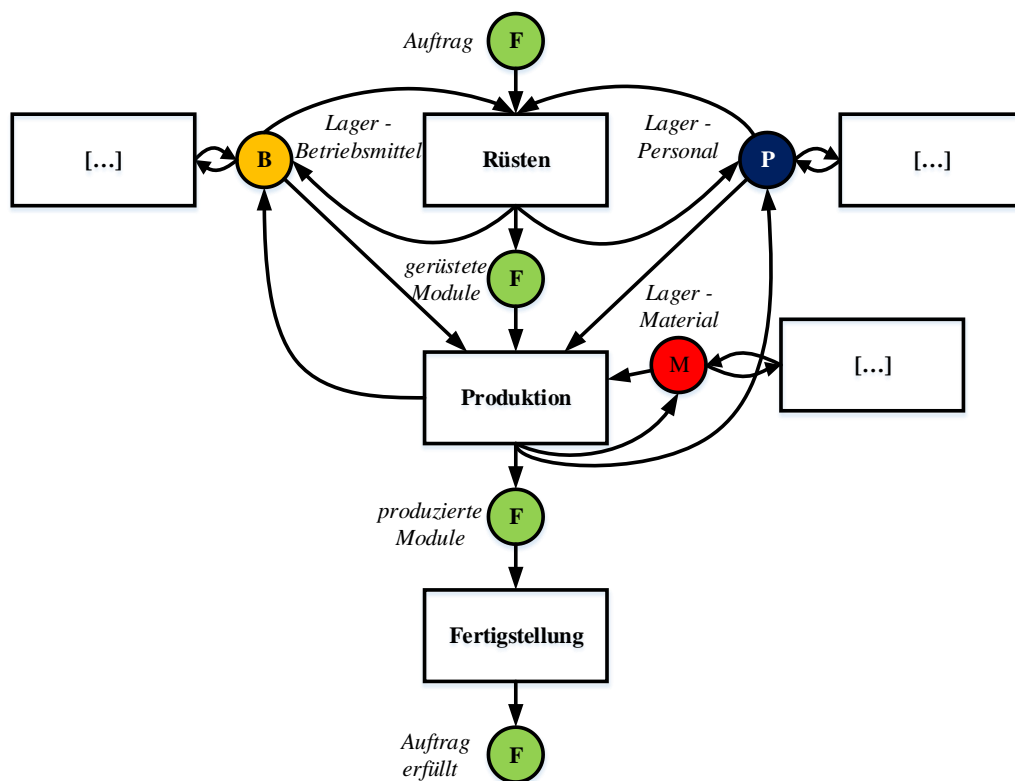 Auftrag
F
Lager -
Betriebsmittel
Lager -
Personal
[…]
B
Rüsten
P
[…]
gerüstete
Module
F
Lager -
Material
[…]
M
Produktion
produzierte
Module
F
Fertigstellung
Auftrag
erfüllt
F